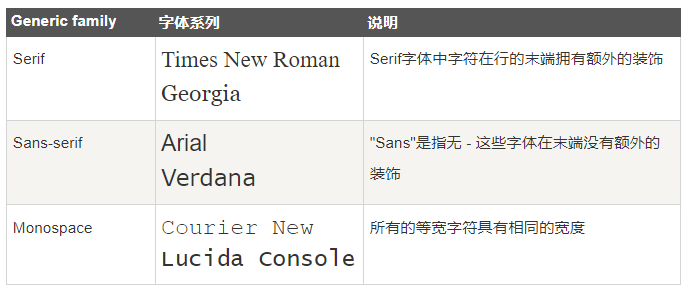 Generic family 字体系列 说明
Serif Times New Roman Serif字体中字符在行的末端拥有额外的装饰
Georgia
Sans-serif Arial "Sans"是指无 - 这些字体在末端没有额外的
Verdana 装饰
Monospace Courier New 所有的等宽字符具有相同的宽度
Lucida Console